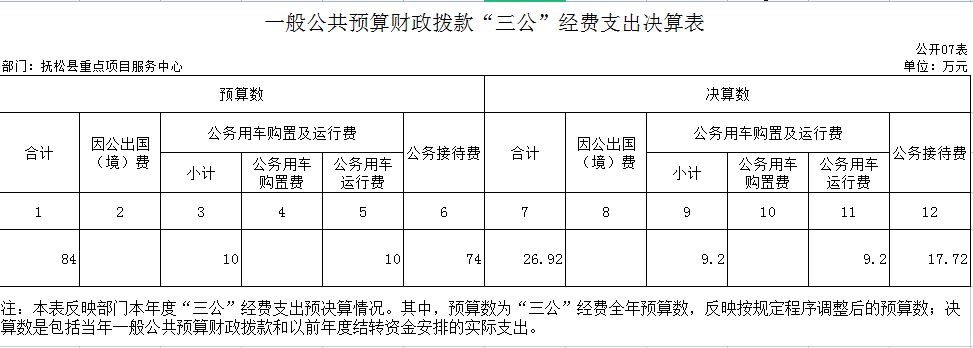 一般公共预算财政拨款“三公”经费支出决算表
公开07表
部门：抚松县重点项目服务中心
单位：万元
预算数
决算数
合计
因公出国
（境）费
公务用车购置及运行费
公务接待费
合计
因公出国
（境）费
公务用车购置及运行费
公务接待费
小计
公务用车
购置费
公务用车
运行费
小计
公务用车
购置费
公务用车
运行费
1 2 3 4 5 6 7 8 9 10 11 12
84 10 10 74 26.92 9.2 9.2 17.72
注：本表反映部门本年度“三公”经费支出预决算情况。其中，预算数为“三公”经费全年预算数，反映按规定程序调整后的预算数；决
算数是包括当年一般公共预算财政拨款和以前年度结转资金安排的实际支出。